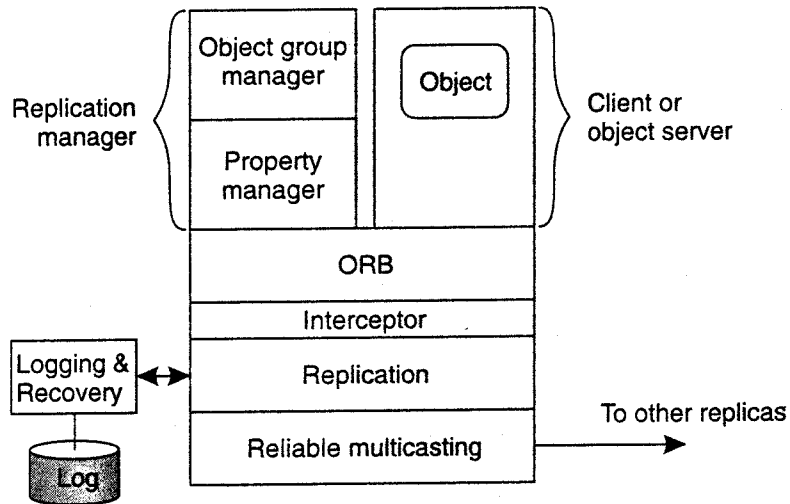 Object group
manager
Object
Replication
manager
Client or
object server
Property
manager
ORB
Interceptor
Logging &
Recovery
Replication
To other replicas
Reliable multicasting
Log